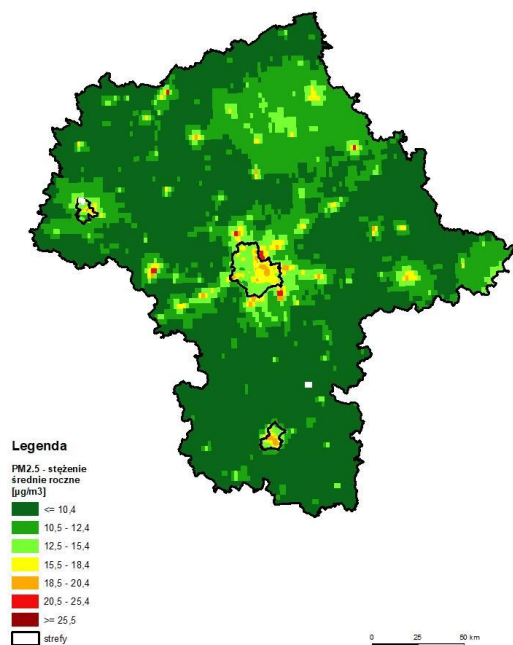 Legenda
PM2.5 - stężenie
średnie roczne
[µg/m3]
<= 10,4
10,5 - 12,4
12,5 - 15,4
15,5 - 18,4
18,5 - 20,4
20,5 - 25,4
>= 25,5
strefy
0 25 50 km